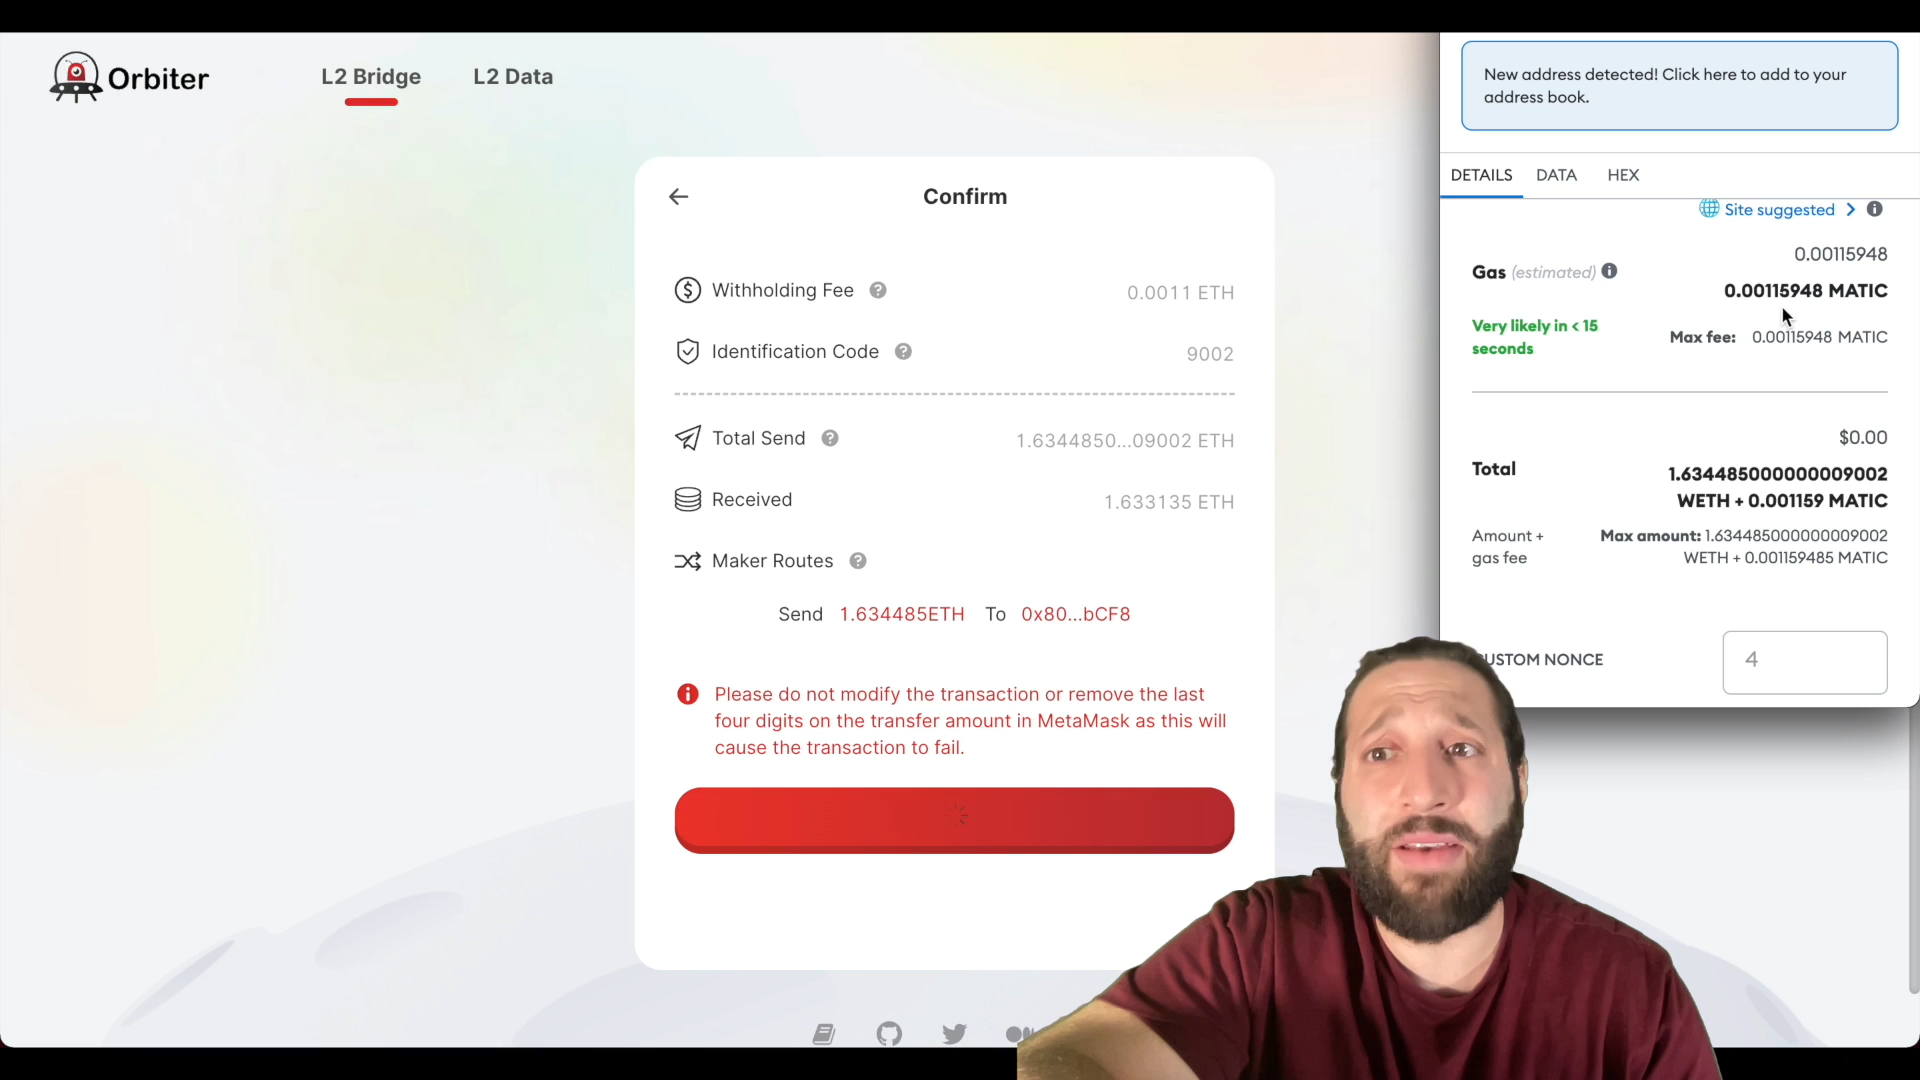 Orbiter
L2 Bridge
L2 Data
Confirm
Withholding Fee
0.0011 ETH
Identification Code
9002
Total Send
1.6344850...09002 ETH
Received
1.633135 ETH
Maker Routes
Send 1.634485ETH To 0x80...bCF8
Please do not modify the transaction or remove the last
four digits on the transfer amount in MetaMask as this will
cause the transaction to fail.
New address detected! Click here to add to your
address book.
DETAILS DATA HEX
Site suggested
0.00115948
Gas (estimated)
0.00115948 MATIC
Very likely in < 15
seconds
Max fee: 0.00115948 MATIC
$0.00
Total
1.634485000000009002
WETH + 0.001159 MATIC
Amount +
gas fee
Max amount: 1.634485000000009002
WETH + 0.001159485 MATIC
USTOM NONCE
4